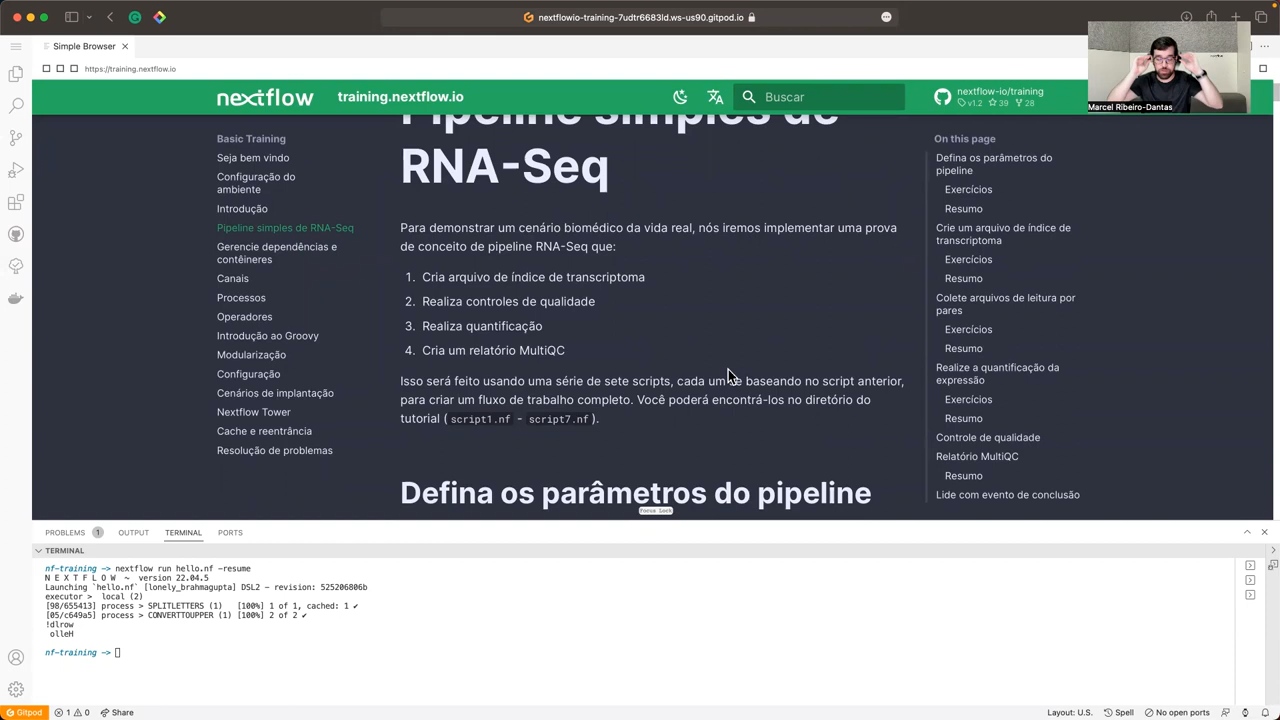 nextflowio-training-7udtr6683ld.ws-us90.gitpod.io
Simple Browser
https://training.nextflow.io
Marcel Ribeiro-Dantas
nextflow
training.nextflow.io
Buscar
nextflow-io/training
v1.2 39 28
Basic Training
Seja bem vindo
Configuração do
ambiente
Introdução
Pipeline simples de RNA-Seq
Gerencie dependências e
contêineres
Canais
Processos
Operadores
Introdução ao Groovy
Modularização
Configuração
Cenários de implantação
Nextflow Tower
Cache e reentrância
Resolução de problemas
Pipeline simples de
RNA-Seq
Para demonstrar um cenário biomédico da vida real, nós iremos implementar uma prova
de conceito de pipeline RNA-Seq que:
1. Cria arquivo de índice de transcriptoma
2. Realiza controles de qualidade
3. Realiza quantificação
4. Cria um relatório MultiQC
Isso será feito usando uma série de sete scripts, cada um se baseando no script anterior,
para criar um fluxo de trabalho completo. Você poderá encontrá-los no diretório do
tutorial ( script1.nf - script7.nf ).
Defina os parâmetros do pipeline
Focus Lock
On this page
Defina os parâmetros do
pipeline
Exercícios
Resumo
Crie um arquivo de índice de
transcriptoma
Exercícios
Resumo
Colete arquivos de leitura por
pares
Exercícios
Resumo
Realize a quantificação da
expressão
Exercícios
Resumo
Controle de qualidade
Relatório MultiQC
Resumo
Lide com evento de conclusão
PROBLEMS 1 OUTPUT TERMINAL PORTS
TERMINAL
nf-training -> nextflow run hello.nf -resume
N E X T F L O W ~ version 22.04.5
Launching `hello.nf` [lonely_brahmagupta] DSL2 - revision: 525206806b
executor > local (2)
[98/655413] process > SPLITLETTERS (1) [100%] 1 of 1, cached: 1 ✔
[05/c649a5] process > CONVERTTOUPPER (1) [100%] 2 of 2 ✔
!dlrow
olleH
nf-training ->
Gitpod 1 0 Share
Layout: U.S. Spell No open ports